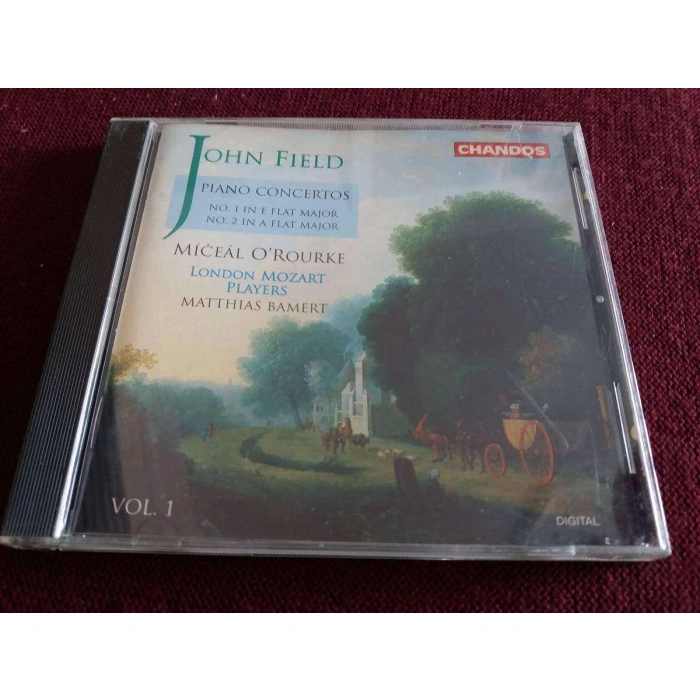 JOHN FIELD
CHANDOS
PIANO CONCERTOS
NO. 1 IN E FLAT MAJOR
NO. 2 IN A FLAT MAJOR
MÍĊEÁL O'ROURKE
LONDON MOZART
PLAYERS
MATTHIAS BAMERT
VOL. 1
DIGITAL